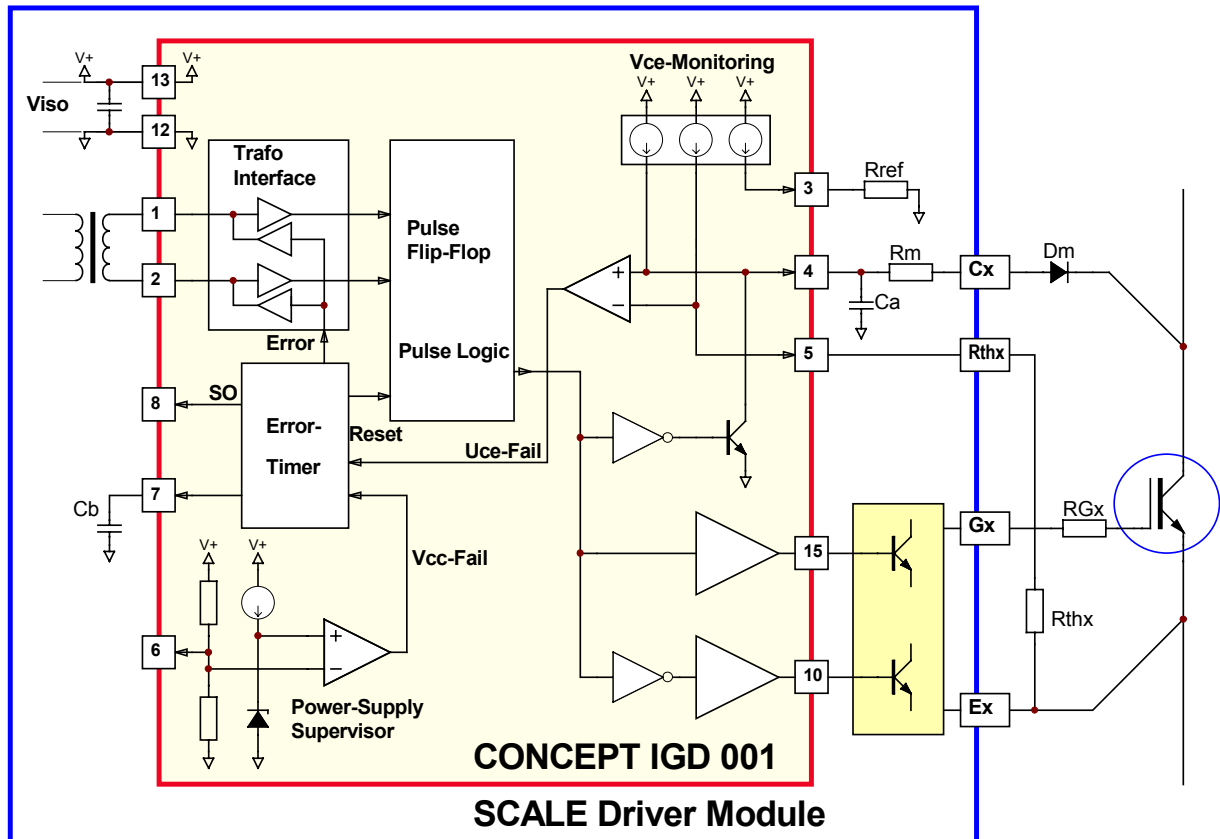 V+
V+
13
Viso
12
Vce-Monitoring
V+
V+
V+
Trafo
Interface
1
2
Pulse
Flip-Flop
Pulse Logic
3
Rref
+
−
4
Rm
Cx
Dm
Ca
5
Rthx
Error
8
SO
Error-
Timer
Reset
Uce-Fail
7
Cb
Vcc-Fail
V+
V+
6
+
−
Power-Supply
Supervisor
15
10
Gx
RGx
Rthx
Ex
CONCEPT IGD 001
SCALE Driver Module